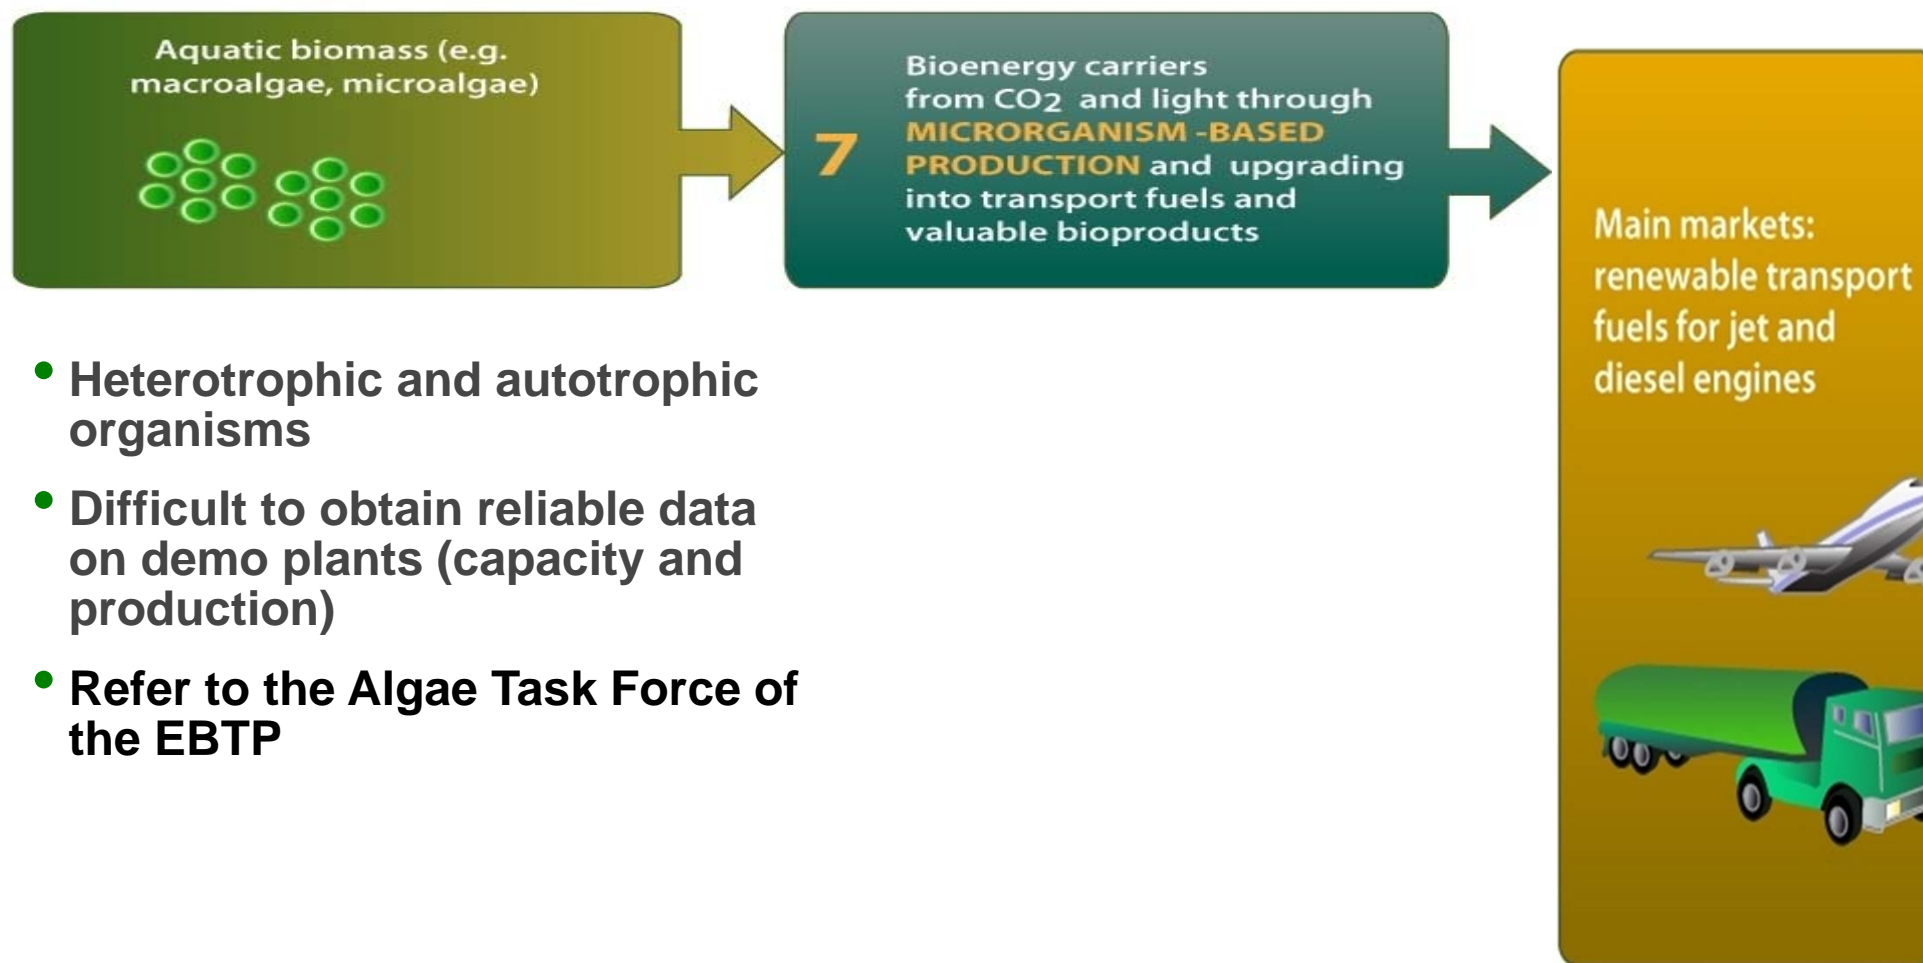 Aquatic biomass (e.g.
macroalgae, microalgae)
7
Bioenergy carriers
from CO2 and light through
MICRORGANISM -BASED
PRODUCTION and upgrading
into transport fuels and
valuable bioproducts
Main markets:
renewable transport
fuels for jet and
diesel engines
• Heterotrophic and autotrophic
organisms
• Difficult to obtain reliable data
on demo plants (capacity and
production)
• Refer to the Algae Task Force of
the EBTP